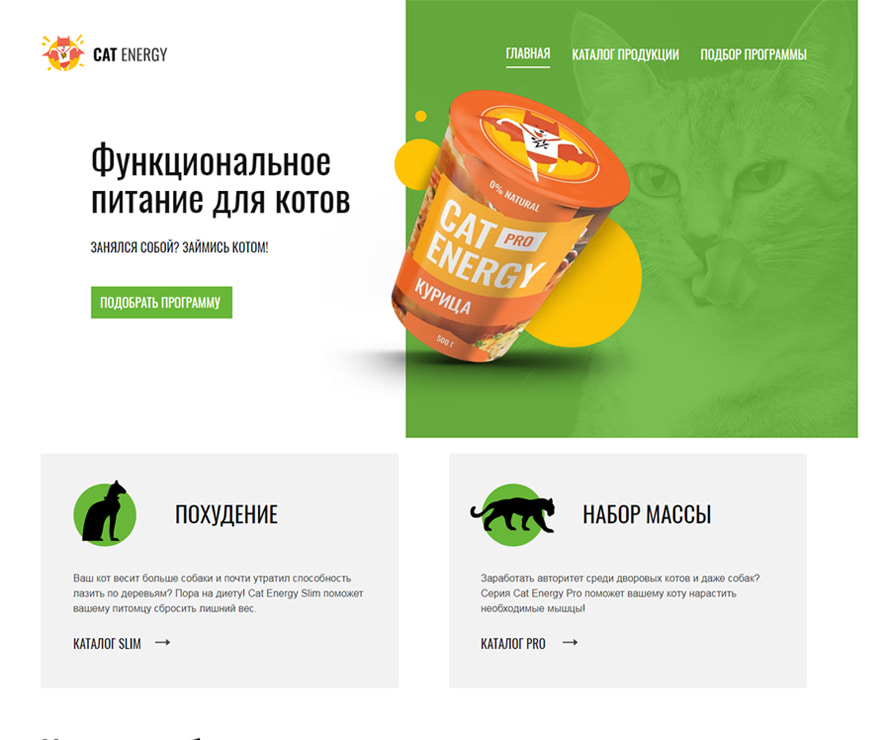 CAT ENERGY
ГЛАВНАЯ
КАТАЛОГ ПРОДУКЦИИ
ПОДБОР ПРОГРАММЫ
Функциональное
питание для котов
ЗАНЯЛСЯ СОБОЙ? ЗАЙМИСЬ КОТОМ!
ПОДОБРАТЬ ПРОГРАММУ
0% NATURAL
CAT PRO
ENERGY
КУРИЦА
500 Г
ПОХУДЕНИЕ
Ваш кот весит больше собаки и почти утратил способность
лазить по деревьям? Пора на диету! Cat Energy Slim поможет
вашему питомцу сбросить лишний вес.
КАТАЛОГ SLIM
НАБОР МАССЫ
Заработать авторитет среди дворовых котов и даже собак?
Серия Cat Energy Pro поможет вашему коту нарастить
необходимые мышцы!
КАТАЛОГ PRO